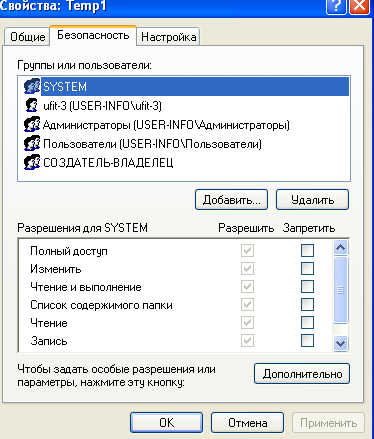 Свойства: Temp1
Общие Безопасность Настройка
Группы или пользователи:
SYSTEM
ufit-3 (USER-INFO\ufit-3)
Администраторы (USER-INFO\Администраторы)
Пользователи (USER-INFO\Пользователи)
СОЗДАТЕЛЬ-ВЛАДЕЛЕЦ
Добавить... Удалить
Разрешения для SYSTEM Разрешить Запретить
Полный доступ
Изменить
Чтение и выполнение
Список содержимого папки
Чтение
Запись
Чтобы задать особые разрешения или
параметры, нажмите эту кнопку:
Дополнительно
OK Отмена Применить